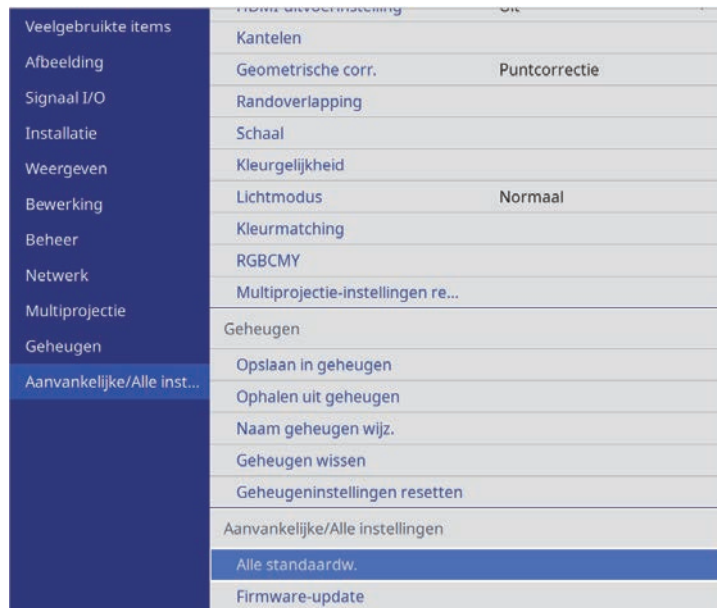 Veelgebruikte items
Afbeelding
Signaal I/O
Installatie
Weergeven
Bewerking
Beheer
Netwerk
Multiprojectie
Geheugen
Aanvankelijke/Alle inst...
Kantelen
Geometrische corr. Puntcorrectie
Randoverlapping
Schaal
Kleurgelijkheid
Lichtmodus Normaal
Kleurmatching
RGBCMY
Multiprojectie-instellingen re...
Geheugen
Opslaan in geheugen
Ophalen uit geheugen
Naam geheugen wijz.
Geheugen wissen
Geheugeninstellingen resetten
Aanvankelijke/Alle instellingen
Alle standaardw.
Firmware-update